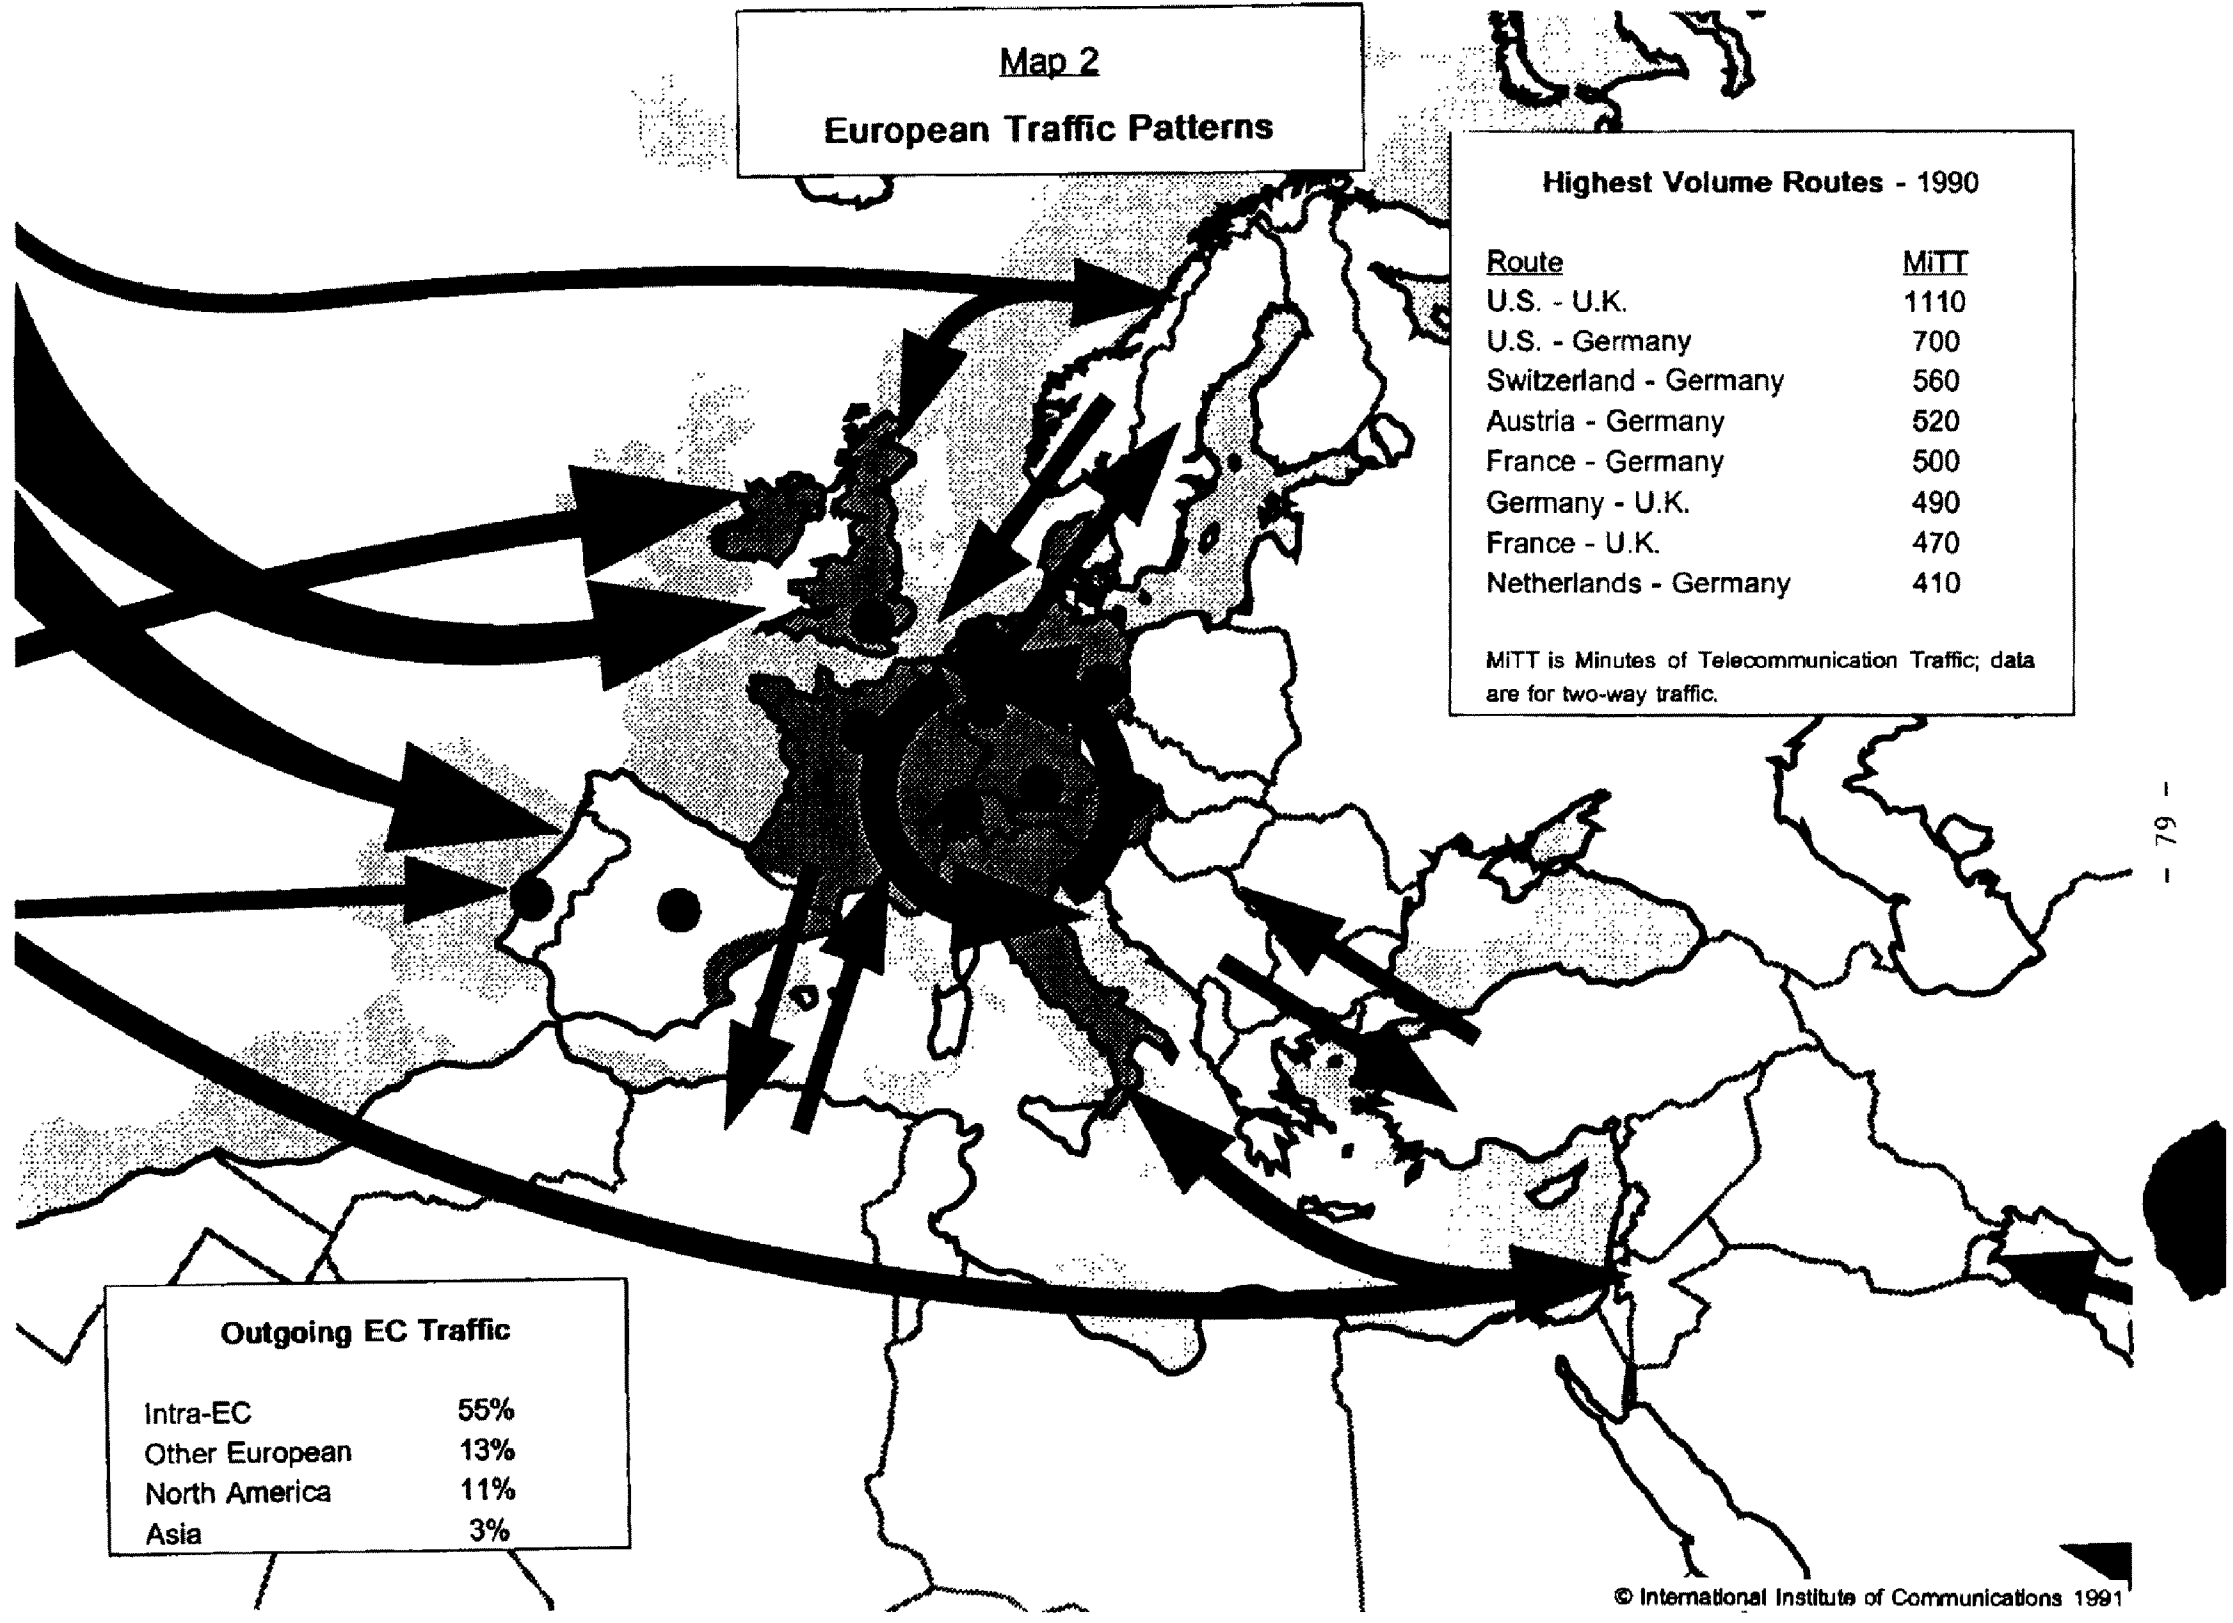 Map 2
European Traffic Patterns
Highest Volume Routes - 1990
Route MiTT
U.S. - U.K. 1110
U.S. - Germany 700
Switzerland - Germany 560
Austria - Germany 520
France - Germany 500
Germany - U.K. 490
France - U.K. 470
Netherlands - Germany 410
MiTT is Minutes of Telecommunication Traffic; data
are for two-way traffic.
- 79 -
Outgoing EC Traffic
Intra-EC 55%
Other European 13%
North America 11%
Asia 3%
© International Institute of Communications 1991